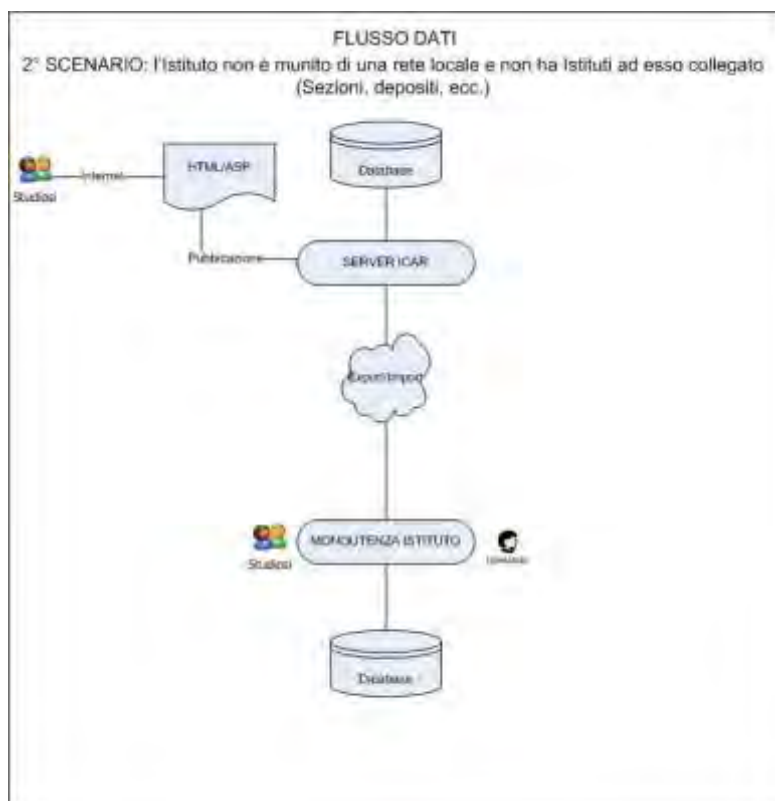 FLUSSO DATI
2° SCENARIO: l'Istituto non è munito di una rete locale e non ha Istituti ad esso collegato
(Sezioni, depositi, ecc.)
HTML/ASP
Database
Internet
Studiosi
Pubblicazione
SERVER ICAR
Export/Import
MONOUTENZA ISTITUTO
Studiosi
Database